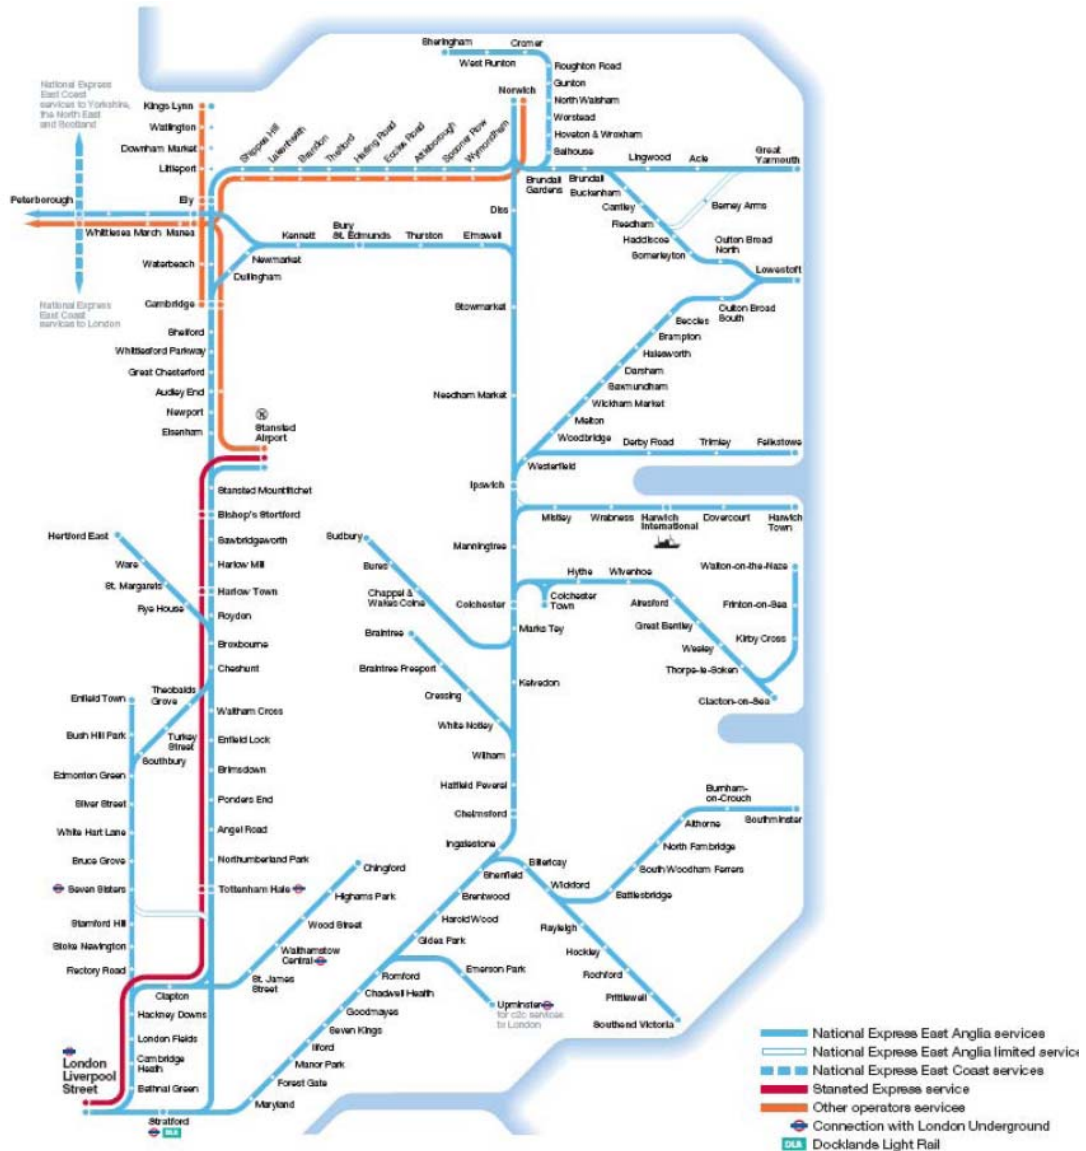 Sheringham
Cromer
West Runton
Roughton Road
Gunton
North Walsham
Worstead
Hoveton & Wroxham
Salhouse
National Express
East Coast
services to Yorkshire,
the North East
and Scotland
Kings Lynn
Watlington
Downham Market
Littleport
Ely
Peterborough
Whittlesea
March
Manea
Waterbeach
Cambridge
National Express
East Coast
services to London
Norwich
Shippea Hill
Lakenheath
Brandon
Thetford
Harling Road
Eccles Road
Attleborough
Spooner Row
Wymondham
Brundall
Gardens
Brundall
Lingwood
Acle
Great
Yarmouth
Buckenham
Cantley
Reedham
Berney Arms
Haddiscoe
Somerleyton
Oulton Broad
North
Lowestoft
Oulton Broad
South
Beccles
Brampton
Halesworth
Darsham
Saxmundham
Wickham Market
Melton
Woodbridge
Westerfield
Derby Road
Trimley
Felixstowe
Diss
Kennett
Bury
St. Edmunds
Thurston
Elmswell
Newmarket
Dullingham
Stowmarket
Needham Market
Ipswich
Mistley
Wrabness
Harwich
International
Dovercourt
Harwich
Town
Manningtree
Shelford
Whittlesford Parkway
Great Chesterford
Audley End
Newport
Elsenham
Stansted
Airport
Stansted Mountfitchet
Bishop's Stortford
Sawbridgeworth
Harlow Mill
Harlow Town
Roydon
Broxbourne
Cheshunt
Hertford East
Ware
St. Margarets
Rye House
Sudbury
Bures
Chappel &
Wakes Colne
Colchester
Hythe
Wivenhoe
Colchester
Town
Alresford
Great Bentley
Weeley
Thorpe-le-Soken
Clacton-on-Sea
Walton-on-the-Naze
Frinton-on-Sea
Kirby Cross
Marks Tey
Braintree
Braintree Freeport
Cressing
White Notley
Kelvedon
Witham
Hatfield Peverel
Chelmsford
Ingatestone
Theobalds
Grove
Turkey
Street
Southbury
Enfield Town
Bush Hill Park
Edmonton Green
Silver Street
White Hart Lane
Bruce Grove
Seven Sisters
Stamford Hill
Stoke Newington
Rectory Road
Waltham Cross
Enfield Lock
Brimsdown
Ponders End
Angel Road
Northumberland Park
Tottenham Hale
Chingford
Highams Park
Wood Street
Walthamstow
Central
St. James
Street
Clapton
Hackney Downs
London Fields
Cambridge
Heath
Bethnal Green
London
Liverpool
Street
Stratford
DLR
Shenfield
Billericay
Wickford
Battlesbridge
South Woodham Ferrers
North Fambridge
Althorne
Burnham-
on-Crouch
Southminster
Rayleigh
Hockley
Rochford
Prittlewell
Southend Victoria
Brentwood
Harold Wood
Gidea Park
Romford
Emerson Park
Upminster
for c2c services
to London
Chadwell Heath
Goodmayes
Seven Kings
Ilford
Manor Park
Forest Gate
Maryland
National Express East Anglia services
National Express East Anglia limited service
National Express East Coast services
Stansted Express service
Other operators services
Connection with London Underground
DLR Docklands Light Rail